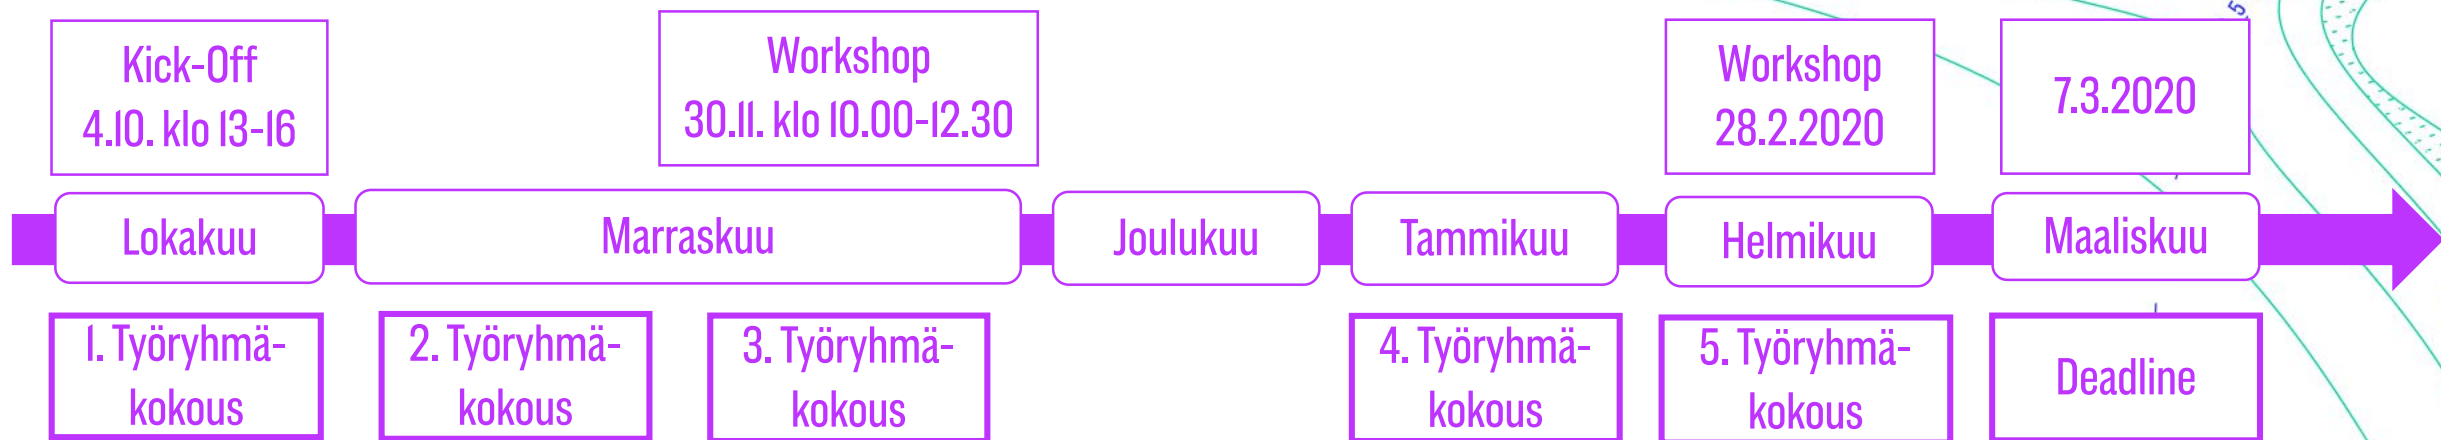 Kick-Off
4.10. klo 13-16
Workshop
30.11. klo 10.00-12.30
Workshop
28.2.2020
7.3.2020
Lokakuu
Marraskuu
Joulukuu
Tammikuu
Helmikuu
Maaliskuu
1. Työryhmä-
kokous
2. Työryhmä-
kokous
3. Työryhmä-
kokous
4. Työryhmä-
kokous
5. Työryhmä-
kokous
Deadline